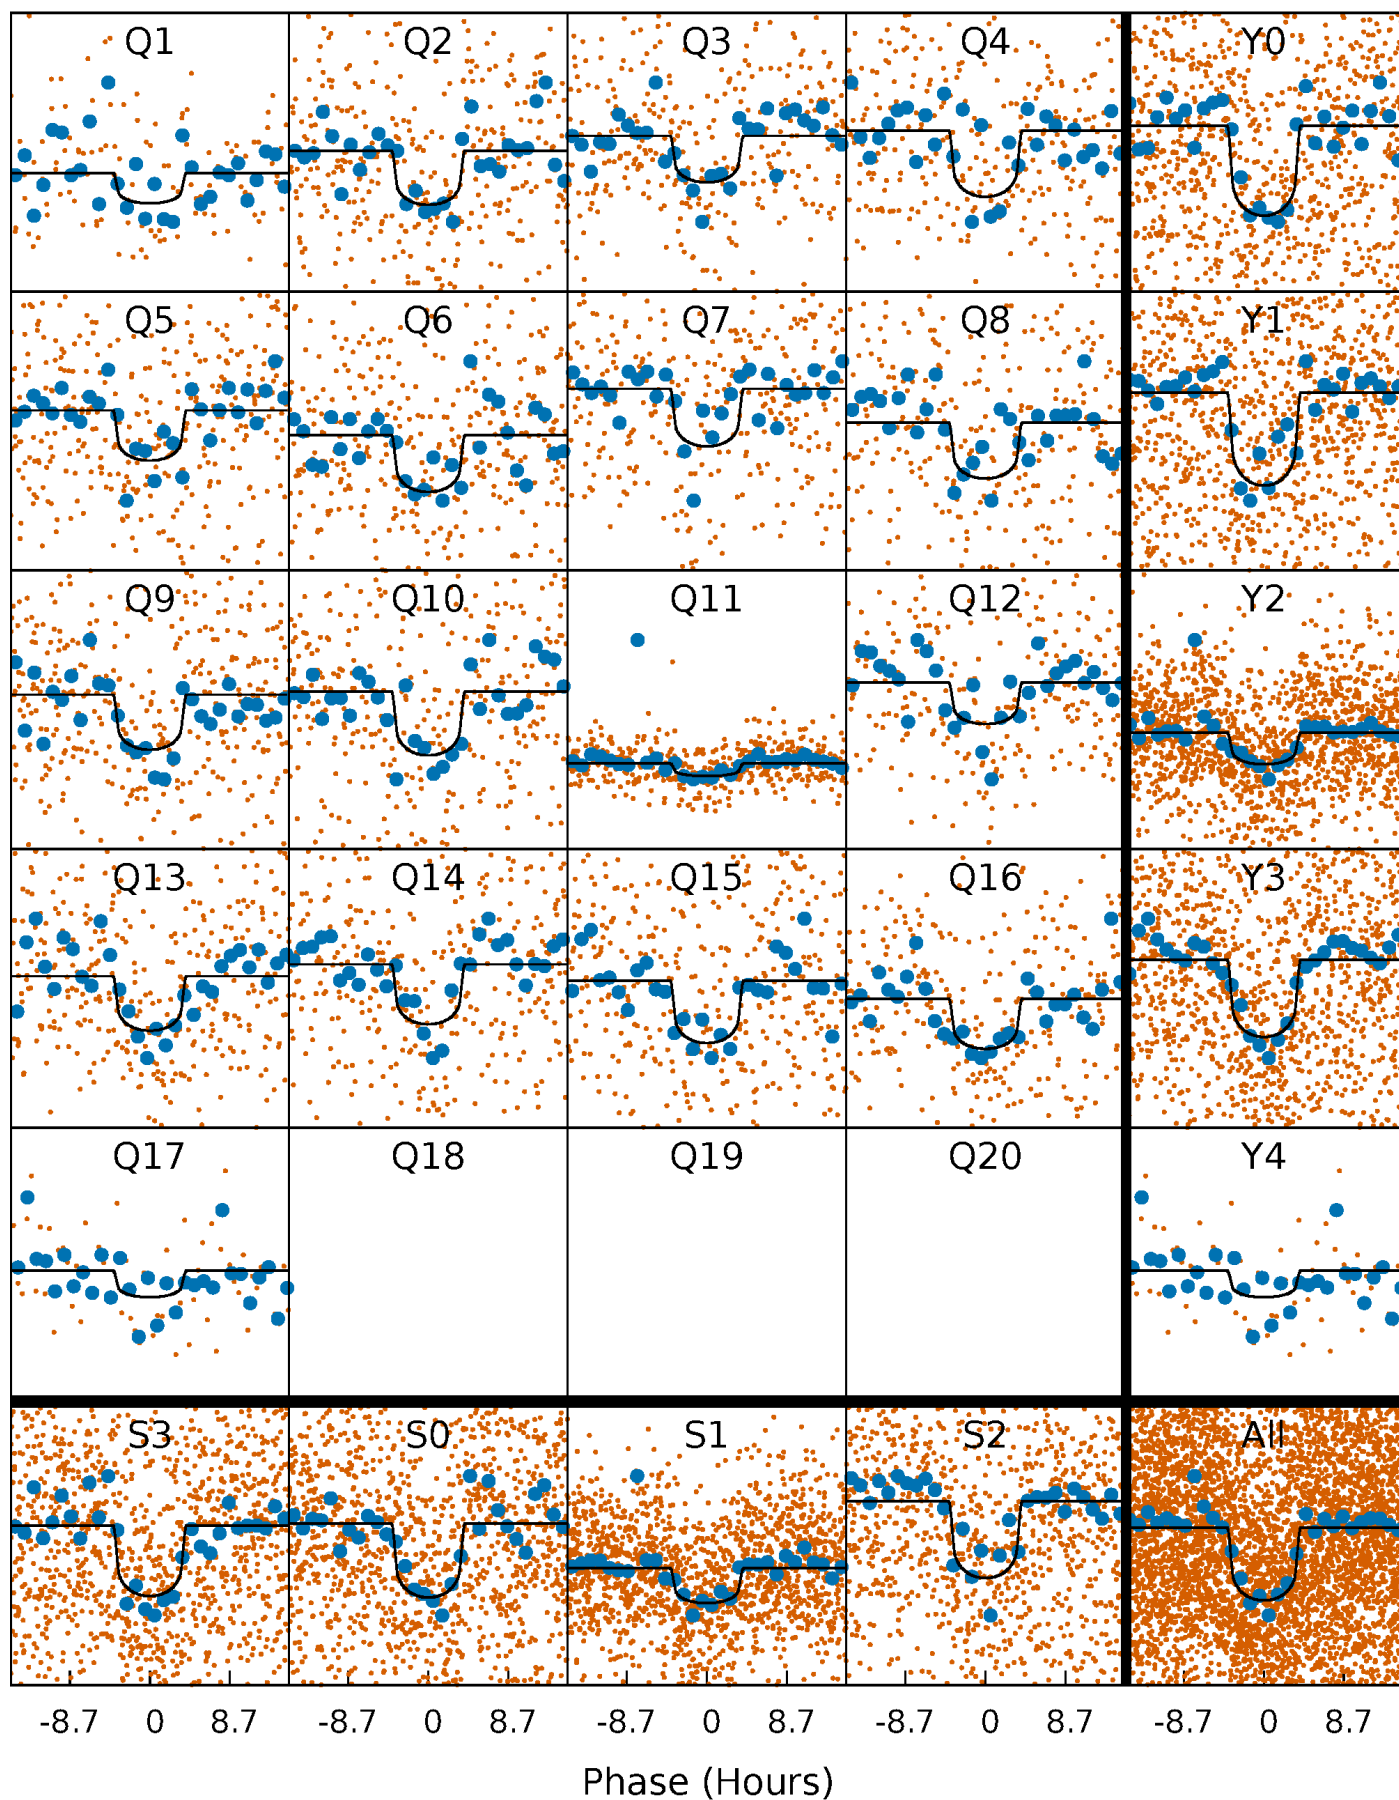 Q1 Q2 Q3 Q4 Y0
Q5 Q6 Q7 Q8 Y1
Q9 Q10 Q11 Q12 Y2
Q13 Q14 Q15 Q16 Y3
Q17 Q18 Q19 Q20 Y4
S3 S0 S1 S2 All
-8.7 0 8.7 -8.7 0 8.7 -8.7 0 8.7 -8.7 0 8.7 -8.7 0 8.7
Phase (Hours)